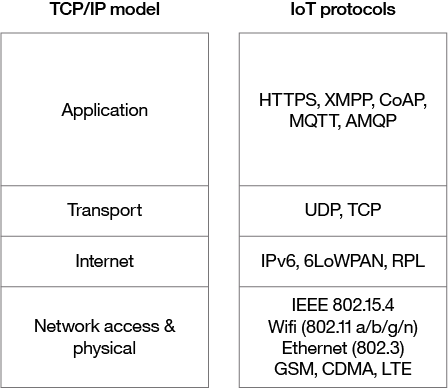 TCP/IP model
IoT protocols
Application
HTTPS, XMPP, CoAP,
MQTT, AMQP
Transport
UDP, TCP
Internet
IPv6, 6LoWPAN, RPL
Network access &
physical
IEEE 802.15.4
Wifi (802.11 a/b/g/n)
Ethernet (802.3)
GSM, CDMA, LTE